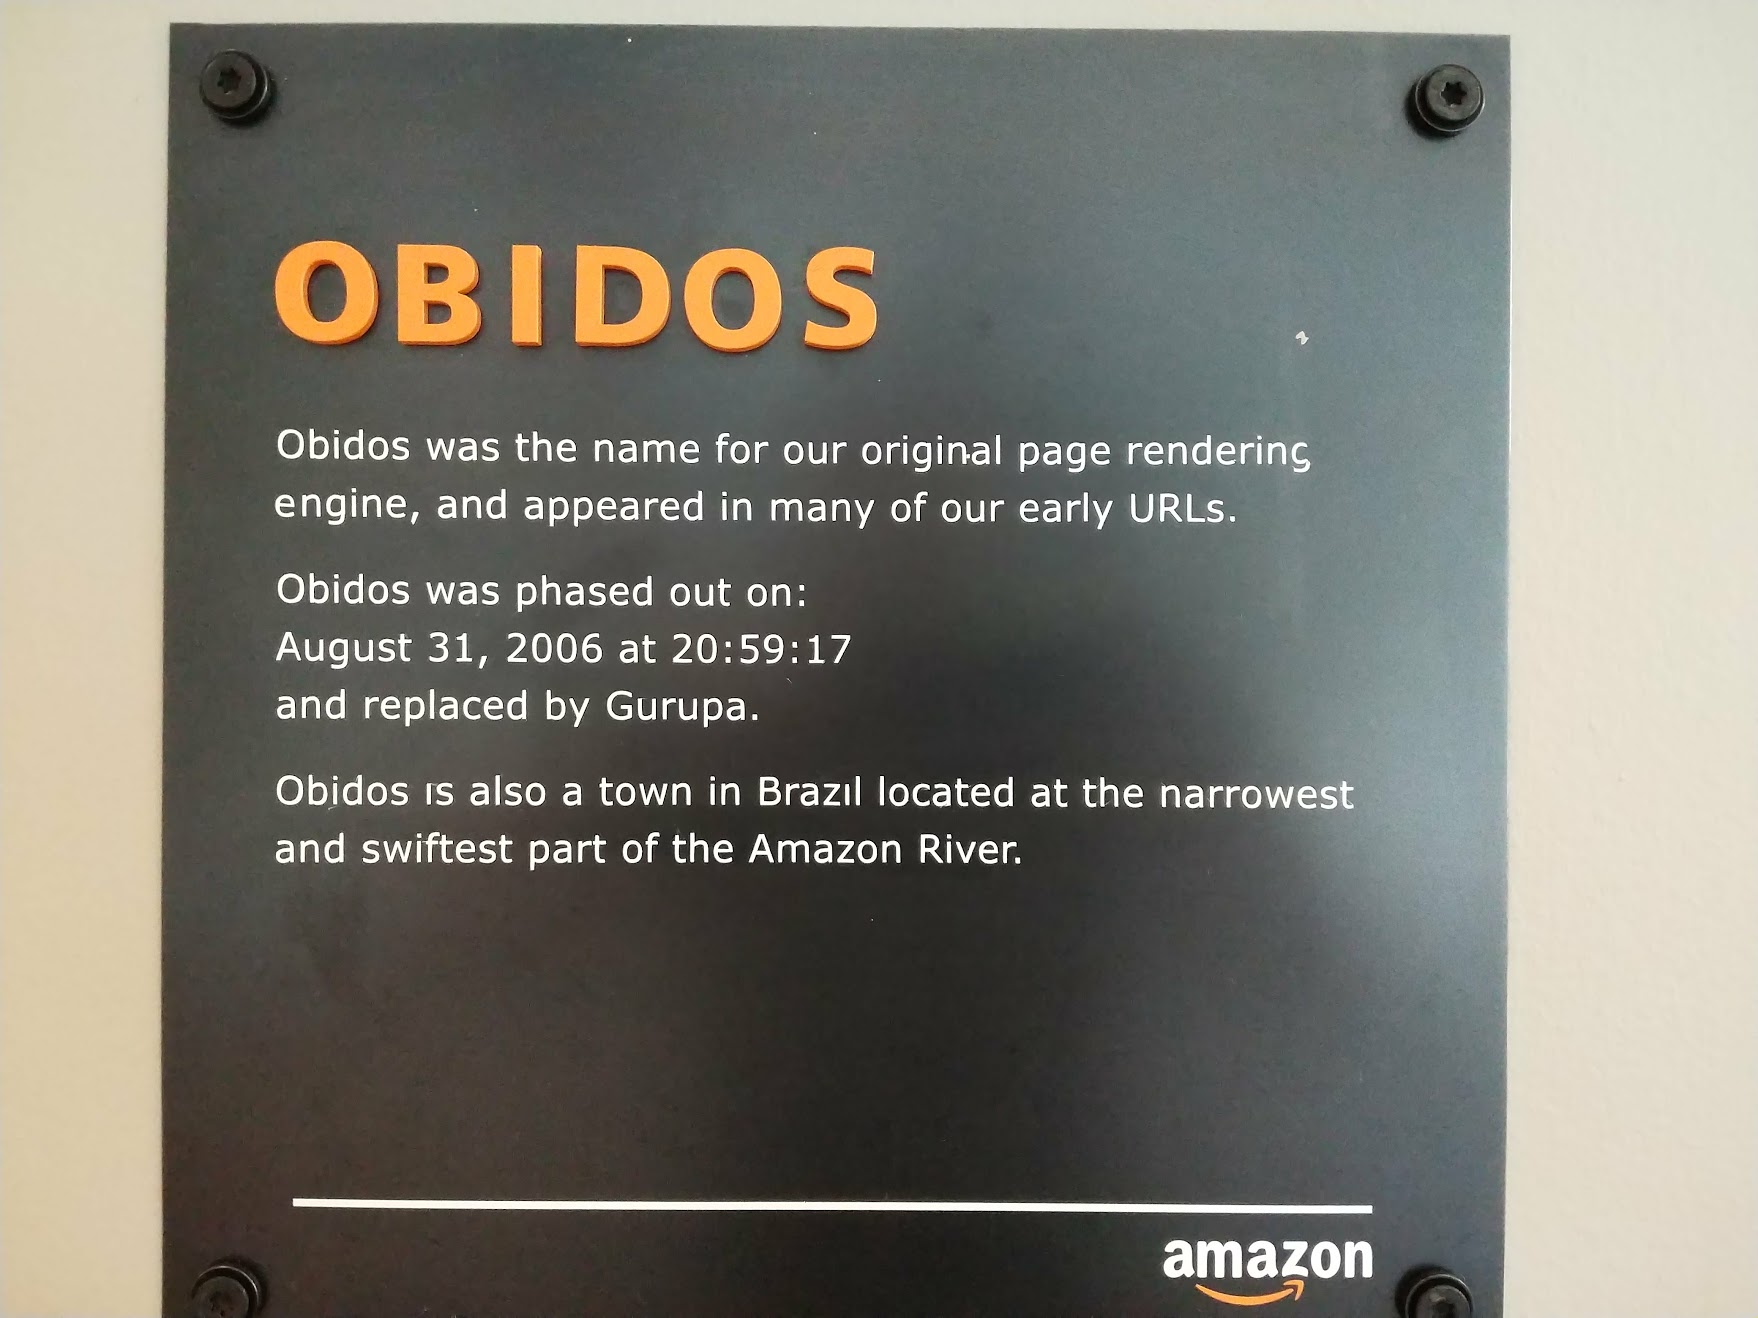 OBIDOS
Obidos was the name for our original page rendering
engine, and appeared in many of our early URLs.
Obidos was phased out on:
August 31, 2006 at 20:59:17
and replaced by Gurupa.
Obidos is also a town in Brazil located at the narrowest
and swiftest part of the Amazon River.
amazon